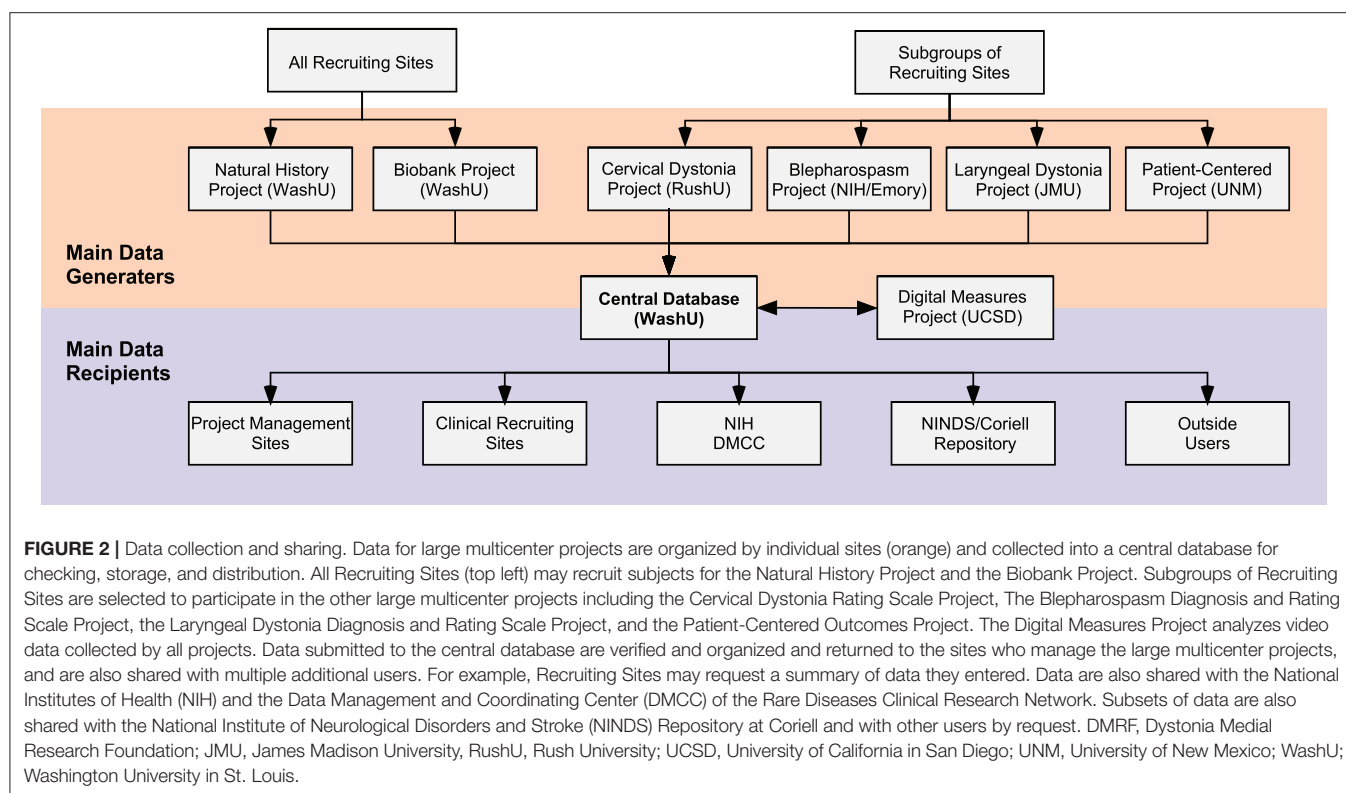 All Recruiting Sites
Subgroups of
Recruiting Sites
Natural History
Project (WashU)
Biobank Project
(WashU)
Cervical Dystonia
Project (RushU)
Blepharospasm
Project (NIH/Emory)
Laryngeal Dystonia
Project (JMU)
Patient-Centered
Project (UNM)
Main Data
Generaters
Central Database
(WashU)
Digital Measures
Project (UCSD)
Main Data
Recipients
Project Management
Sites
Clinical Recruiting
Sites
NIH
DMCC
NINDS/Coriell
Repository
Outside
Users
FIGURE 2 | Data collection and sharing. Data for large multicenter projects are organized by individual sites (orange) and collected into a central database for
checking, storage, and distribution. All Recruiting Sites (top left) may recruit subjects for the Natural History Project and the Biobank Project. Subgroups of Recruiting
Sites are selected to participate in the other large multicenter projects including the Cervical Dystonia Rating Scale Project, The Blepharospasm Diagnosis and Rating
Scale Project, the Laryngeal Dystonia Diagnosis and Rating Scale Project, and the Patient-Centered Outcomes Project. The Digital Measures Project analyzes video
data collected by all projects. Data submitted to the central database are verified and organized and returned to the sites who manage the large multicenter projects,
and are also shared with multiple additional users. For example, Recruiting Sites may request a summary of data they entered. Data are also shared with the National
Institutes of Health (NIH) and the Data Management and Coordinating Center (DMCC) of the Rare Diseases Clinical Research Network. Subsets of data are also
shared with the National Institute of Neurological Disorders and Stroke (NINDS) Repository at Coriell and with other users by request. DMRF, Dystonia Medial
Research Foundation; JMU, James Madison University, RushU, Rush University; UCSD, University of California in San Diego; UNM, University of New Mexico; WashU;
Washington University in St. Louis.